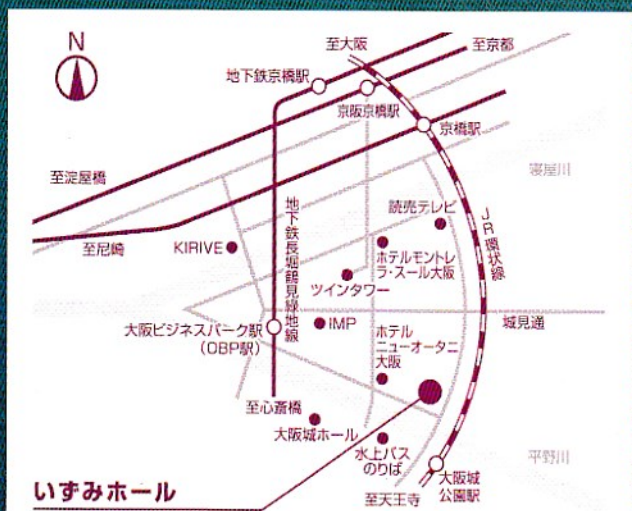 N
至大阪
至京都
地下鉄京橋駅
京阪京橋駅
京橋駅
至淀屋橋
寝屋川
読売テレビ
JR環状線
至尼崎
KIRIVE
地下鉄長堀鶴見緑地線
ホテルモントレ
ラ・スール大阪
ツインタワー
大阪ビジネスパーク駅
(OBP駅)
IMP
ホテル
ニューオータニ
大阪
城見通
至心斎橋
大阪城ホール
水上バス
のりば
平野川
大阪城
公園駅
いずみホール
至天王寺